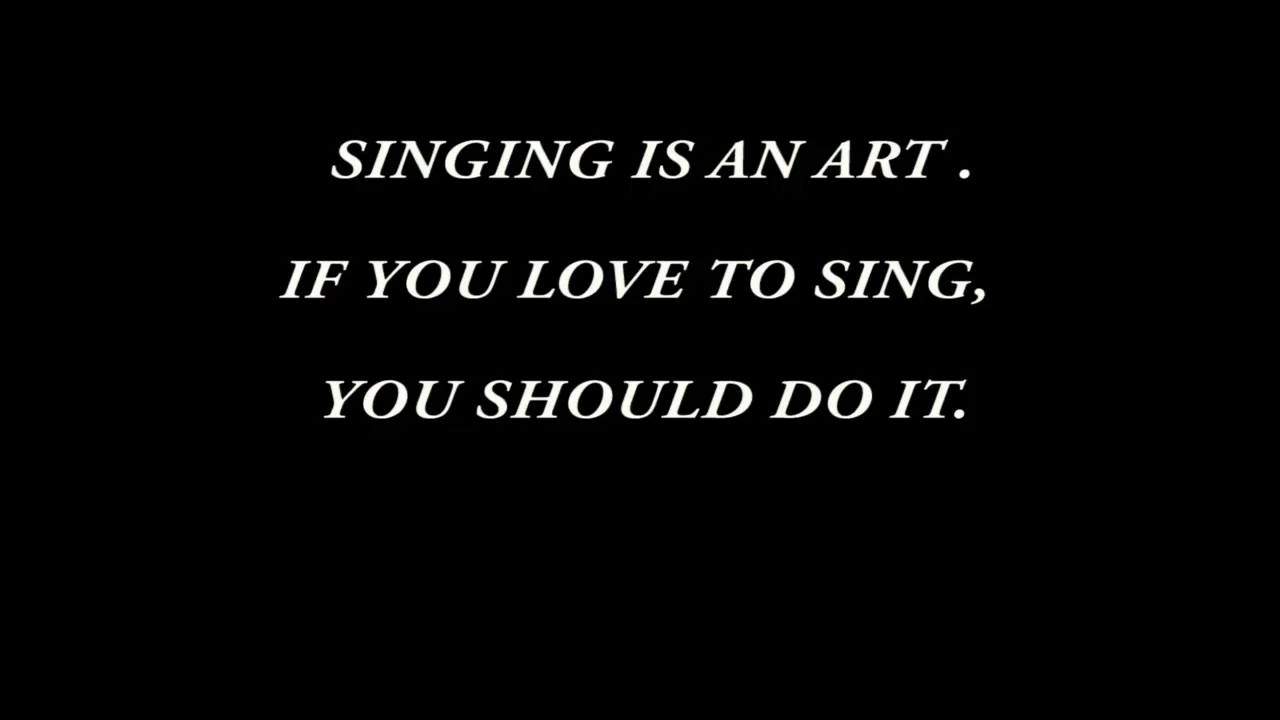 SINGING IS AN ART .
IF YOU LOVE TO SING,
YOU SHOULD DO IT.